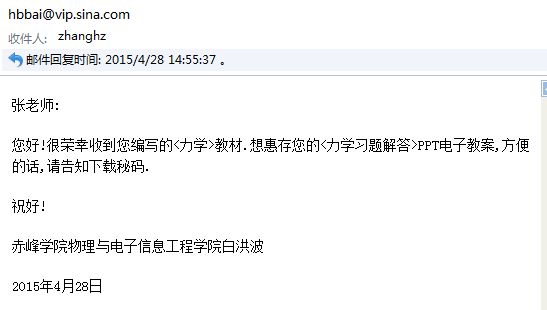 hbbai@vip.sina.com
收件人: zhanghz
邮件回复时间: 2015/4/28 14:55:37 。
张老师:
您好!很荣幸收到您编写的<力学>教材.想惠存您的<力学习题解答>PPT电子教案,方便
的话,请告知下载秘码.
祝好!
赤峰学院物理与电子信息工程学院白洪波
2015年4月28日